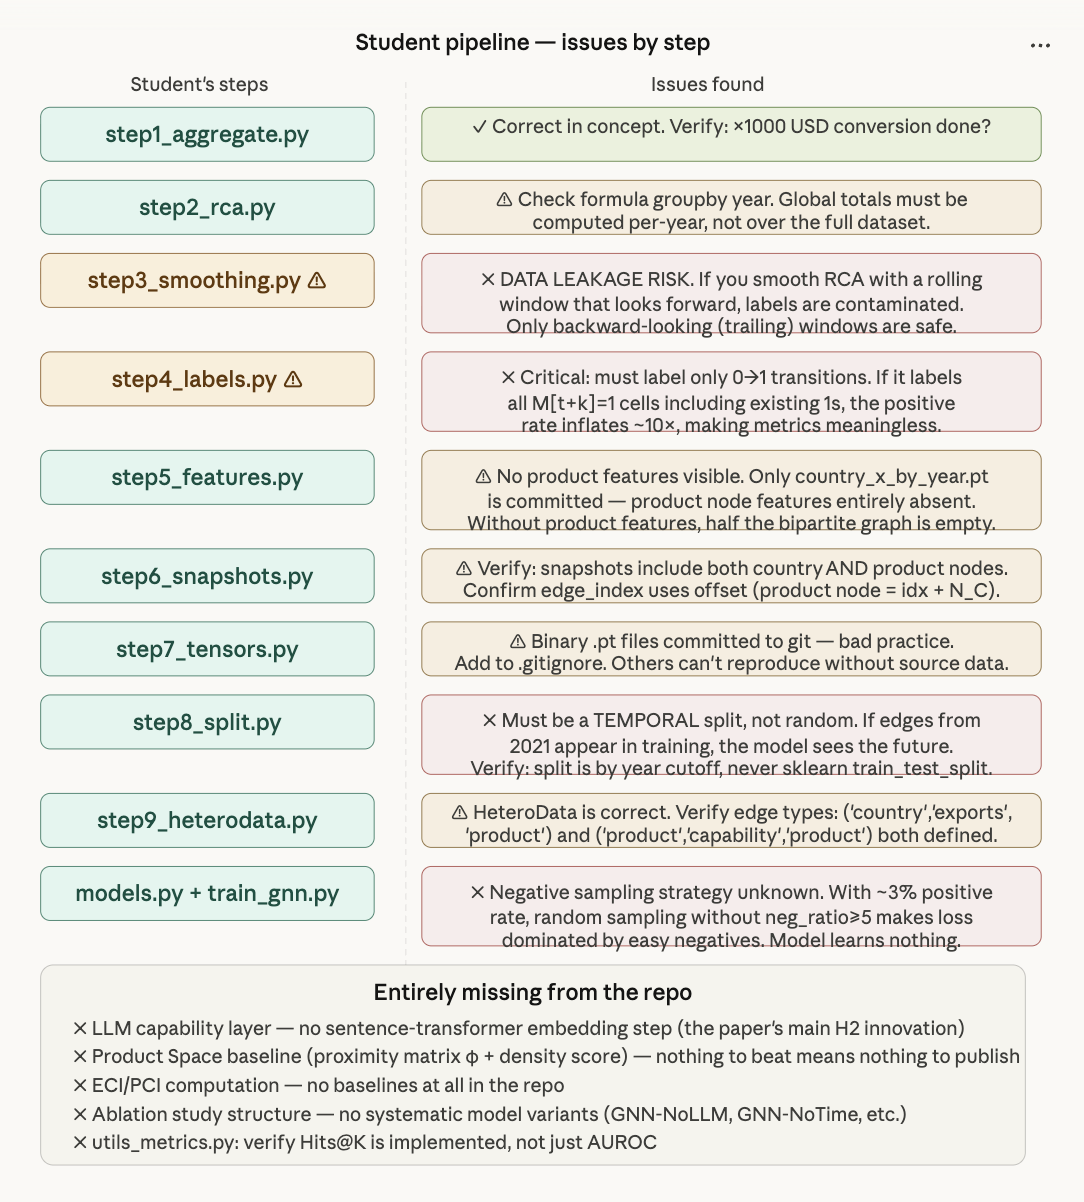 Student pipeline — issues by step
...
Student's steps
Issues found
step1_aggregate.py
✓ Correct in concept. Verify: ×1000 USD conversion done?
step2_rca.py
⚠ Check formula groupby year. Global totals must be
computed per-year, not over the full dataset.
step3_smoothing.py ⚠
✕ DATA LEAKAGE RISK. If you smooth RCA with a rolling
window that looks forward, labels are contaminated.
Only backward-looking (trailing) windows are safe.
step4_labels.py ⚠
✕ Critical: must label only 0→1 transitions. If it labels
all M[t+k]=1 cells including existing 1s, the positive
rate inflates ~10×, making metrics meaningless.
step5_features.py
⚠ No product features visible. Only country_x_by_year.pt
is committed — product node features entirely absent.
Without product features, half the bipartite graph is empty.
step6_snapshots.py
⚠ Verify: snapshots include both country AND product nodes.
Confirm edge_index uses offset (product node = idx + N_C).
step7_tensors.py
⚠ Binary .pt files committed to git — bad practice.
Add to .gitignore. Others can't reproduce without source data.
step8_split.py
✕ Must be a TEMPORAL split, not random. If edges from
2021 appear in training, the model sees the future.
Verify: split is by year cutoff, never sklearn train_test_split.
step9_heterodata.py
⚠ HeteroData is correct. Verify edge types: ('country','exports',
'product') and ('product','capability','product') both defined.
models.py + train_gnn.py
✕ Negative sampling strategy unknown. With ~3% positive
rate, random sampling without neg_ratio≥5 makes loss
dominated by easy negatives. Model learns nothing.
Entirely missing from the repo
✕ LLM capability layer — no sentence-transformer embedding step (the paper's main H2 innovation)
✕ Product Space baseline (proximity matrix φ + density score) — nothing to beat means nothing to publish
✕ ECI/PCI computation — no baselines at all in the repo
✕ Ablation study structure — no systematic model variants (GNN-NoLLM, GNN-NoTime, etc.)
✕ utils_metrics.py: verify Hits@K is implemented, not just AUROC